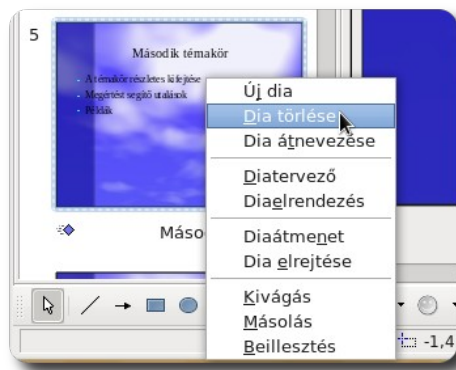 5
Második témakör
A témakör részletes kifejtése
Megértést segítő utalások
Példák
Új dia
Dia törlése
Dia átnevezése
Diatervező
Diaelrendezés
Diaátmenet
Dia elrejtése
Kivágás
Másolás
Beillesztés
Máso
-1,4